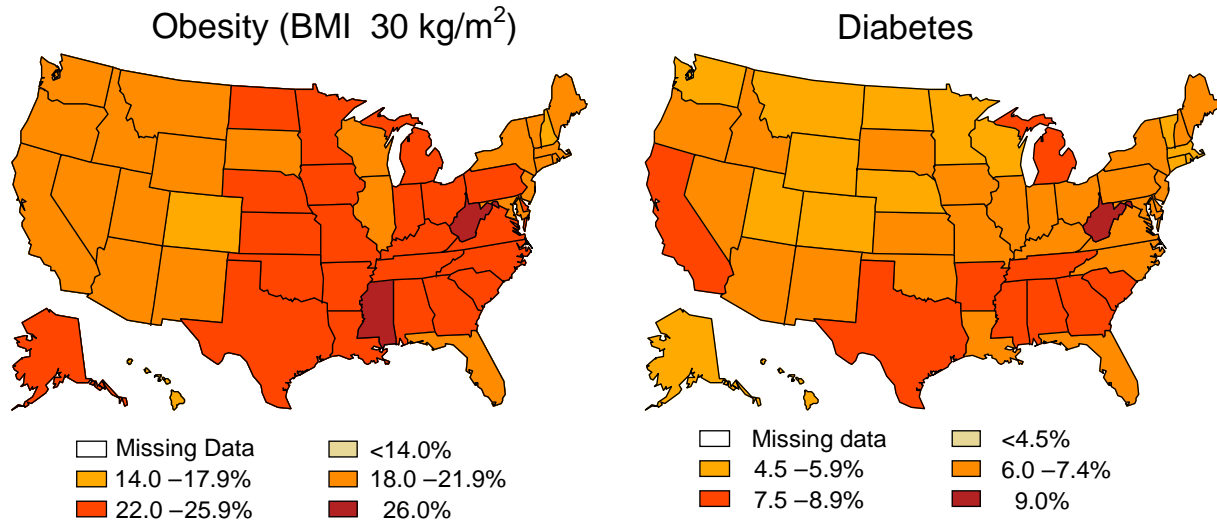 Obesity (BMI 30 kg/m²)
Diabetes
Missing Data
<14.0%
14.0 –17.9%
18.0 –21.9%
22.0 –25.9%
26.0%
Missing data
<4.5%
4.5 –5.9%
6.0 –7.4%
7.5 –8.9%
9.0%